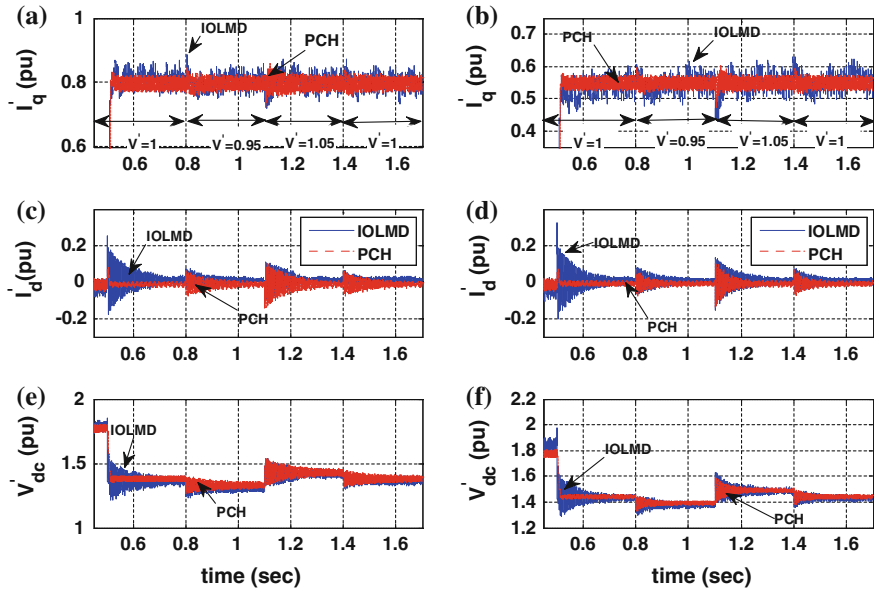 (a)
I'q (pu)
1
0.8
0.6
IOLMD
PCH
V'=1
V'=0.95
V'=1.05
V'=1
0.6 0.8 1 1.2 1.4 1.6
(b)
I'q (pu)
0.7
0.6
0.5
0.4
PCH
IOLMD
V'=1
V'=0.95
V'=1.05
V'=1
0.6 0.8 1 1.2 1.4 1.6
(c)
I'd (pu)
0.2
0
-0.2
IOLMD
PCH
IOLMD
PCH
0.6 0.8 1 1.2 1.4 1.6
(d)
I'd (pu)
0.2
0
-0.2
IOLMD
PCH
IOLMD
PCH
0.6 0.8 1 1.2 1.4 1.6
(e)
V'dc (pu)
2
1.5
1
IOLMD
PCH
0.6 0.8 1 1.2 1.4 1.6
time (sec)
(f)
V'dc (pu)
2.2
2
1.8
1.6
1.4
1.2
IOLMD
PCH
0.6 0.8 1 1.2 1.4 1.6
time (sec)